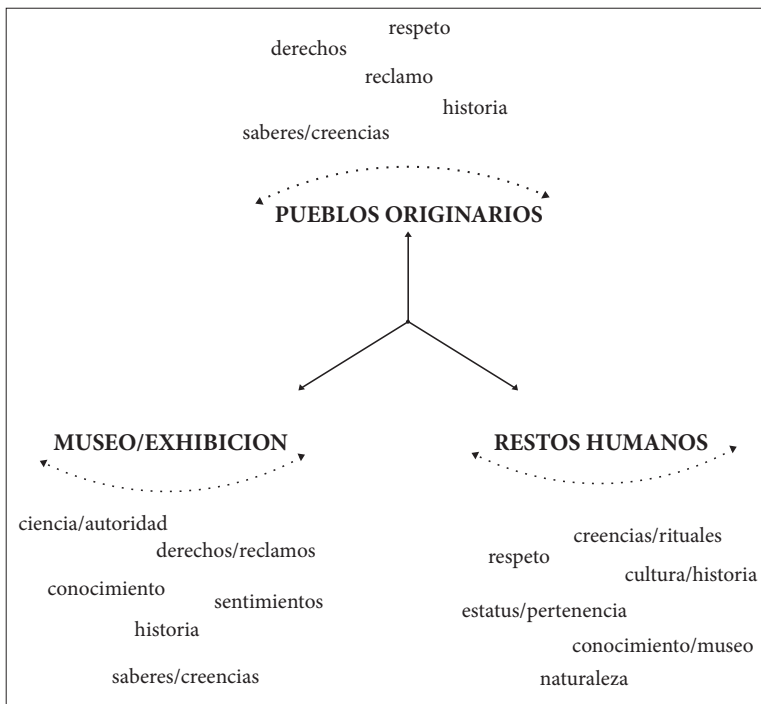 respeto
derechos
reclamo
historia
saberes/creencias
PUEBLOS ORIGINARIOS
MUSEO/EXHIBICION
RESTOS HUMANOS
ciencia/autoridad
derechos/reclamos
conocimiento
sentimientos
historia
saberes/creencias
creencias/rituales
respeto
cultura/historia
estatus/pertenencia
conocimiento/museo
naturaleza